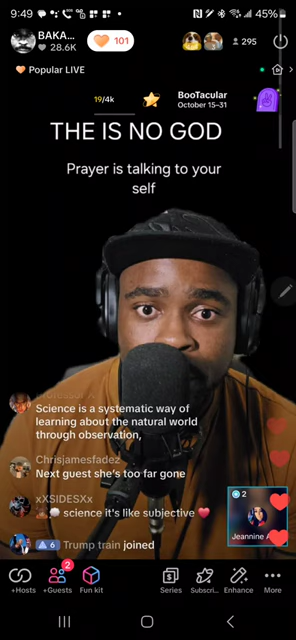 9:49
45%
BAKA...
28.6K
101
295
Popular LIVE
19/4k
BooTacular
October 15–31
THE IS NO GOD
Prayer is talking to your
self
Science is a systematic way of
learning about the natural world
through observation,
Chrisjamesfadez
Next guest she's too far gone
xXSIDESXx
science it's like subjective
6 Trump train joined
2
Jeannine A
2
+Hosts
+Guests
Fun kit
Series
Subscri...
Enhance
More